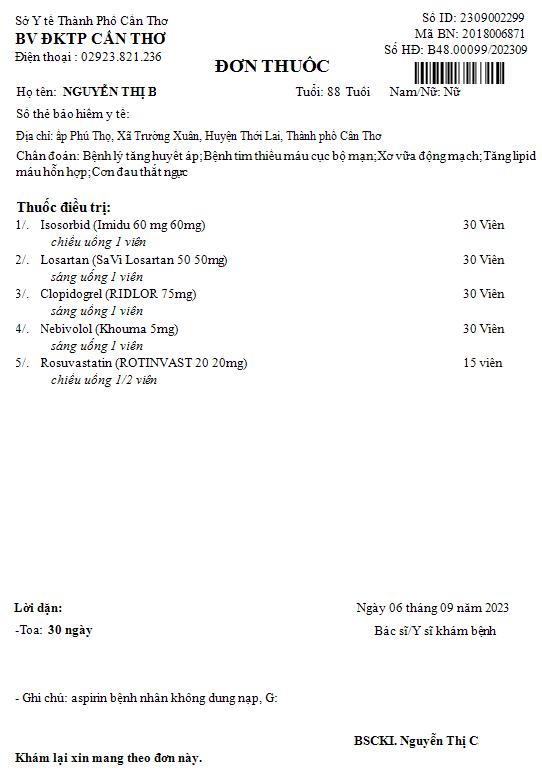 Sở Y tế Thành Phố Cần Thơ
BV ĐKTP CẦN THƠ
Điện thoại : 02923.821.236
Số ID: 2309002299
Mã BN: 2018006871
Số HĐ: B48.00099/202309
ĐƠN THUỐC
Họ tên: NGUYỄN THỊ B Tuổi: 88 Tuổi Nam/Nữ: Nữ
Số thẻ bảo hiểm y tế:
Địa chỉ: ấp Phú Thọ, Xã Trường Xuân, Huyện Thới Lai, Thành phố Cần Thơ
Chẩn đoán: Bệnh lý tăng huyết áp;Bệnh tim thiếu máu cục bộ mạn;Xơ vữa động mạch;Tăng lipid
máu hỗn hợp;Cơn đau thắt ngực
Thuốc điều trị:
1/. Isosorbid (Imidu 60 mg 60mg) 30 Viên
chiều uống 1 viên
2/. Losartan (SaVi Losartan 50 50mg) 30 Viên
sáng uống 1 viên
3/. Clopidogrel (RIDLOR 75mg) 30 Viên
sáng uống 1 viên
4/. Nebivolol (Khouma 5mg) 30 Viên
sáng uống 1 viên
5/. Rosuvastatin (ROTINVAST 20 20mg) 15 viên
chiều uống 1/2 viên
Lời dặn:
Ngày 06 tháng 09 năm 2023
-Toa: 30 ngày
Bác sĩ/Y sĩ khám bệnh
- Ghi chú: aspirin bệnh nhân không dung nạp, G:
BSCKI. Nguyễn Thị C
Khám lại xin mang theo đơn này.